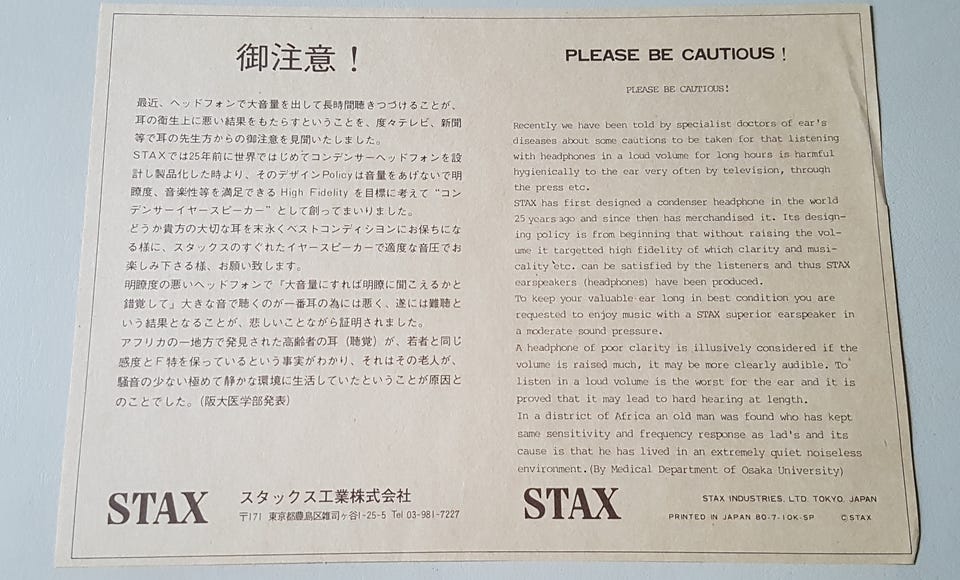 御注意！
最近、ヘッドフォンで大音量を出して長時間聴きつづけることが、
耳の衛生上に悪い結果をもたらすということを、度々テレビ、新聞
等で耳の先生方からの御注意を見聞いたしました。
STAXでは25年前に世界ではじめてコンデンサーヘッドフォンを設
計し製品化した時より、そのデザインPolicyは音量をあげないで明
瞭度、音楽性等を満足できるHigh Fidelityを目標に考えて“コン
デンサーイヤースピーカー”として創ってまいりました。
どうか貴方の大切な耳を末永くベストコンディションにお保ちにな
る様に、スタックスのすぐれたイヤースピーカーで適度な音圧でお
楽しみ下さる様、お願い致します。
明瞭度の悪いヘッドフォンで「大音量にすれば明瞭に聞こえるかと
錯覚して」大きな音で聴くのが一番耳の為には悪く、遂には難聴と
いう結果となることが、悲しいことながら証明されました。
アフリカの一地方で発見された高齢者の耳（聴覚）が、若者と同じ
感度とF特を保っているという事実がわかり、それはその老人が、
騒音の少ない極めて静かな環境に生活していたということが原因と
のことでした。（阪大医学部発表）
STAX スタックス工業株式会社
〒171 東京都豊島区雑司ヶ谷1-25-5 Tel 03-981-7227
PLEASE BE CAUTIOUS!
PLEASE BE CAUTIOUS!
Recently we have been told by specialist doctors of ear's
diseases about some cautions to be taken for that listening
with headphones in a loud volume for long hours is harmful
hygienically to the ear very often by television, through
the press etc.
STAX has first designed a condenser headphone in the world
25 years ago and since then has merchandised it. Its design-
ing policy is from beginning that without raising the vol-
ume it targetted high fidelity of which clarity and musi-
cality etc. can be satisfied by the listeners and thus STAX
earspeakers (headphones) have been produced.
To keep your valuable ear long in best condition you are
requested to enjoy music with a STAX superior earspeaker in
a moderate sound pressure.
A headphone of poor clarity is illusively considered if the
volume is raised much, it may be more clearly audible. To
listen in a loud volume is the worst for the ear and it is
proved that it may lead to hard hearing at length.
In a district of Africa an old man was found who has kept
same sensitivity and frequency response as lad's and its
cause is that he has lived in an extremely quiet noiseless
environment.(By Medical Department of Osaka University)
STAX STAX INDUSTRIES, LTD. TOKYO, JAPAN
PRINTED IN JAPAN 80-7-10K-SP ©STAX